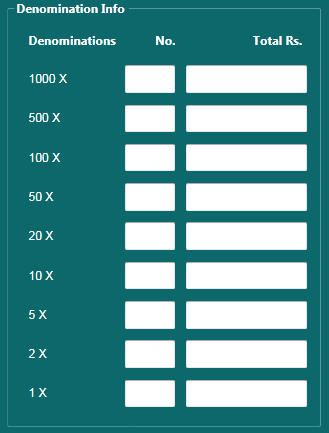 Denomination Info
Denominations No. Total Rs.
1000 X
500 X
100 X
50 X
20 X
10 X
5 X
2 X
1 X